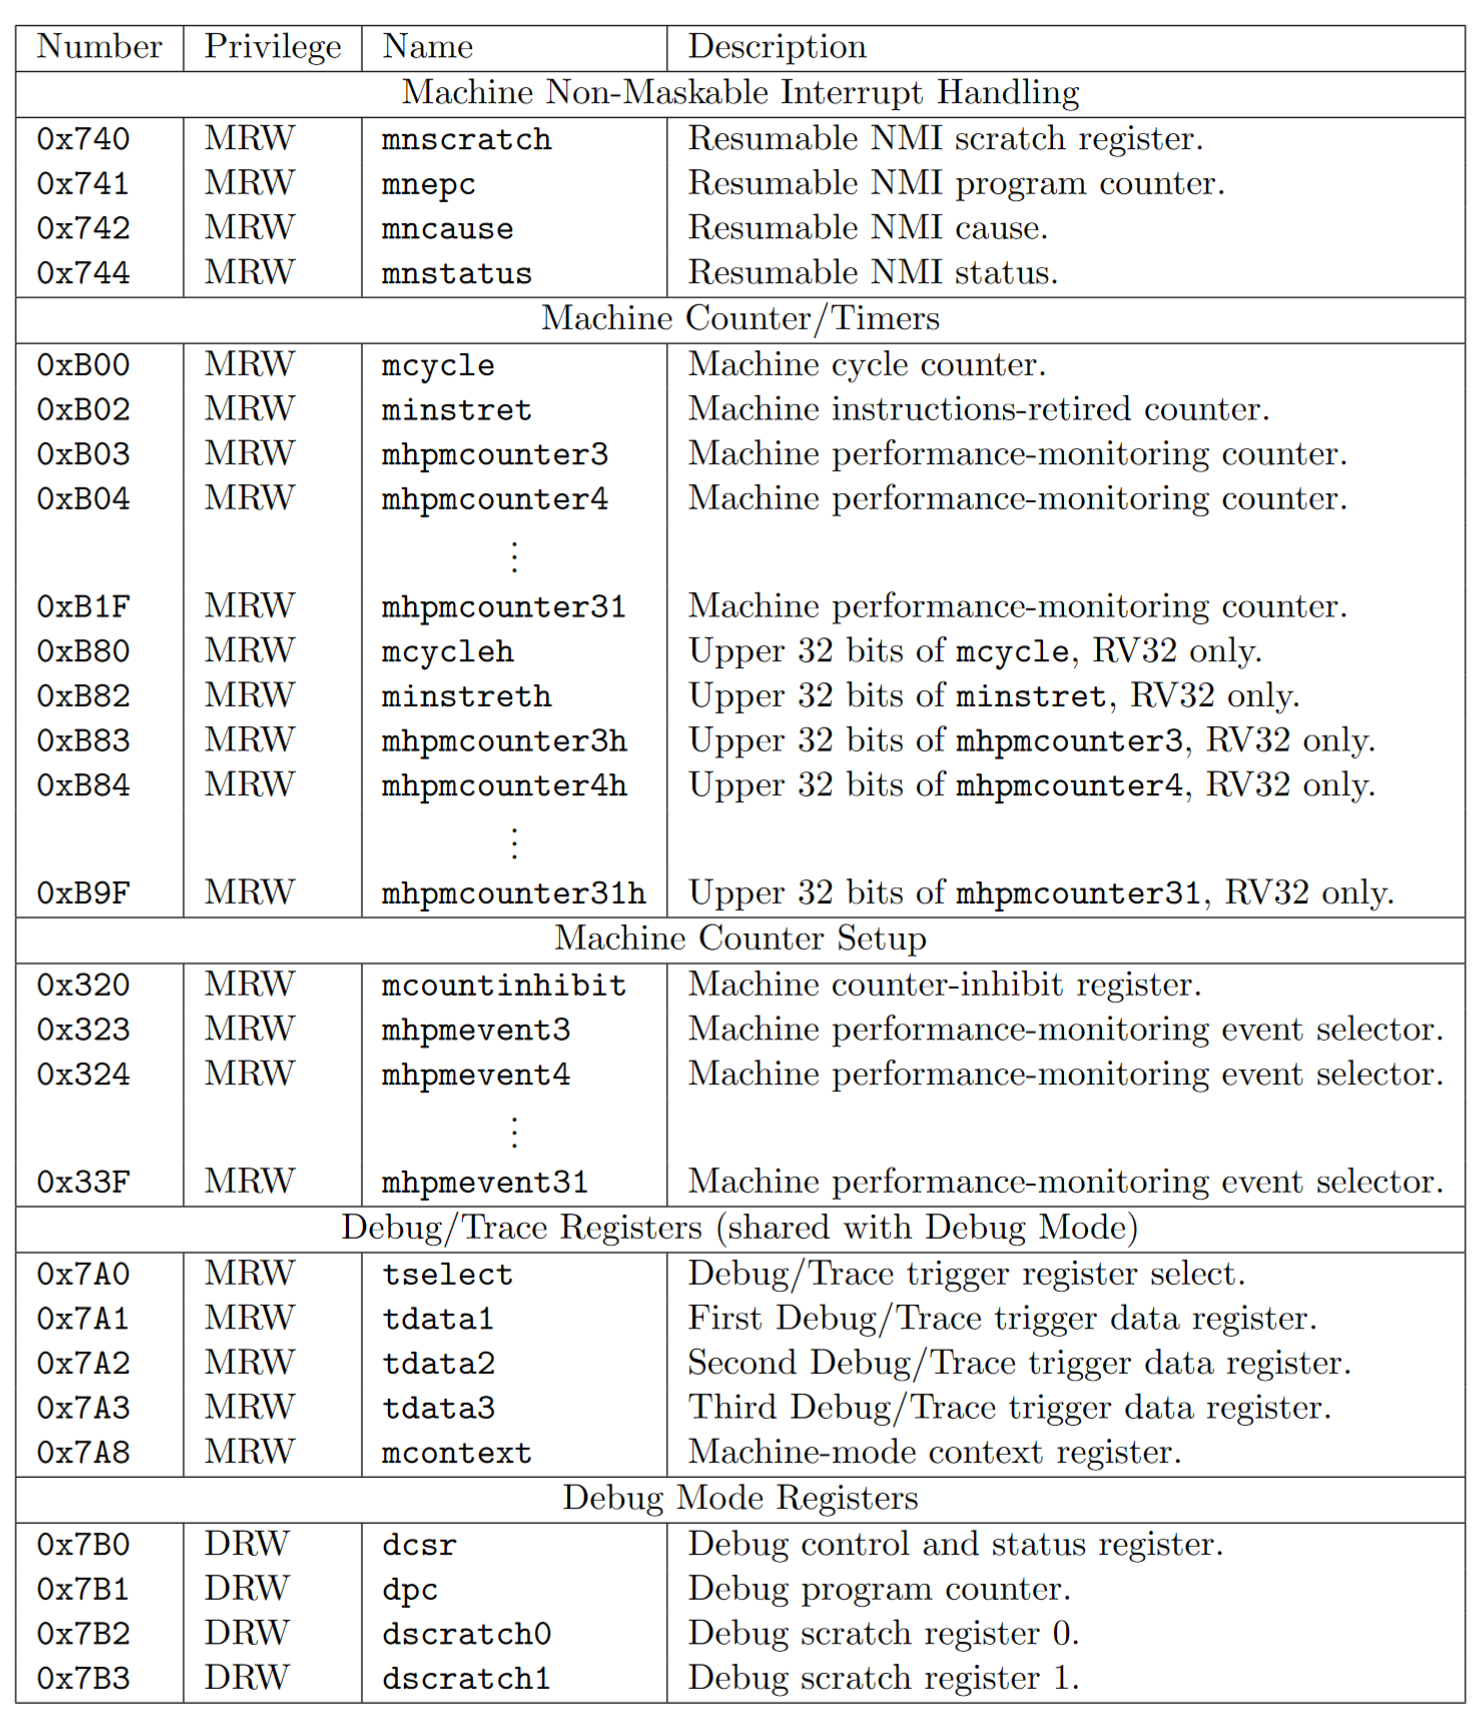 Number Privilege Name Description
Machine Non-Maskable Interrupt Handling
0x740 MRW mnscratch Resumable NMI scratch register.
0x741 MRW mnepc Resumable NMI program counter.
0x742 MRW mncause Resumable NMI cause.
0x744 MRW mnstatus Resumable NMI status.
Machine Counter/Timers
0xB00 MRW mcycle Machine cycle counter.
0xB02 MRW minstret Machine instructions-retired counter.
0xB03 MRW mhpmcounter3 Machine performance-monitoring counter.
0xB04 MRW mhpmcounter4 Machine performance-monitoring counter.
⋮
0xB1F MRW mhpmcounter31 Machine performance-monitoring counter.
0xB80 MRW mcycleh Upper 32 bits of mcycle, RV32 only.
0xB82 MRW minstreth Upper 32 bits of minstret, RV32 only.
0xB83 MRW mhpmcounter3h Upper 32 bits of mhpmcounter3, RV32 only.
0xB84 MRW mhpmcounter4h Upper 32 bits of mhpmcounter4, RV32 only.
⋮
0xB9F MRW mhpmcounter31h Upper 32 bits of mhpmcounter31, RV32 only.
Machine Counter Setup
0x320 MRW mcountinhibit Machine counter-inhibit register.
0x323 MRW mhpmevent3 Machine performance-monitoring event selector.
0x324 MRW mhpmevent4 Machine performance-monitoring event selector.
⋮
0x33F MRW mhpmevent31 Machine performance-monitoring event selector.
Debug/Trace Registers (shared with Debug Mode)
0x7A0 MRW tselect Debug/Trace trigger register select.
0x7A1 MRW tdata1 First Debug/Trace trigger data register.
0x7A2 MRW tdata2 Second Debug/Trace trigger data register.
0x7A3 MRW tdata3 Third Debug/Trace trigger data register.
0x7A8 MRW mcontext Machine-mode context register.
Debug Mode Registers
0x7B0 DRW dcsr Debug control and status register.
0x7B1 DRW dpc Debug program counter.
0x7B2 DRW dscratch0 Debug scratch register 0.
0x7B3 DRW dscratch1 Debug scratch register 1.